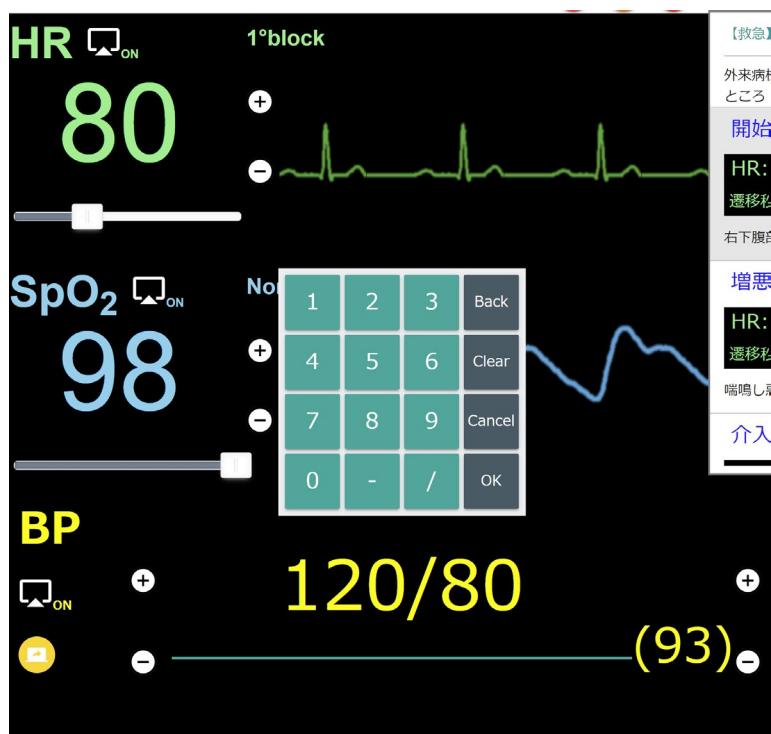 HR ON
80
1°block
SpO₂ ON
98
1 2 3 Back
4 5 6 Clear
7 8 9 Cancel
0 - / OK
BP
ON
120/80
(93)
【救急】
外来病
ところ
開始
HR:
遷移
右下腹部
増悪
HR:
遷移
喘鳴し
介入